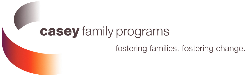 casey family programs
fostering families. fostering change.